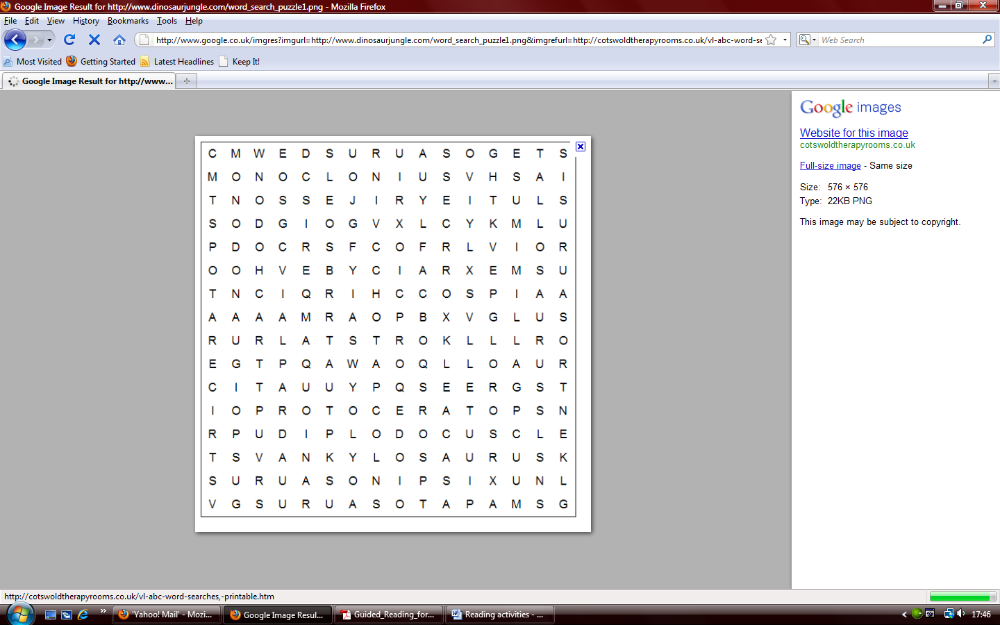 Google Image Result for http://www.dinosaurjungle.com/word_search_puzzle1.png - Mozilla Firefox
File Edit View History Bookmarks Tools Help
http://www.google.co.uk/imgres?imgurl=http://www.dinosaurjungle.com/word_search_puzzle1.png&imgrefurl=http://cotswoldtherapyrooms.co.uk/vl-abc-word-se
Web Search
Most Visited Getting Started Latest Headlines Keep It!
Google Image Result for http://www...
C M W E D S U R U A S O G E T S
M O N O C L O N I U S V H S A I
T N O S S E J I R Y E I T U L S
S O D G I O G V X L C Y K M L U
P D O C R S F C O F R L V I O R
O O H V E B Y C I A R X E M S U
T N C I Q R I H C C O S P I A A
A A A A M R A O P B X V G L U S
R U R L A T S T R O K L L L R O
E G T P Q A W A O Q L L O A U R
C I T A U U Y P Q S E E R G S T
I O P R O T O C E R A T O P S N
R P U D I P L O D O C U S C L E
T S V A N K Y L O S A U R U S K
S U R U A S O N I P S I X U N L
V G S U R U A S O T A P A M S G
Google images
Website for this image
cotswoldtherapyrooms.co.uk
Full-size image - Same size
Size: 576 × 576
Type: 22KB PNG
This image may be subject to copyright.
http://cotswoldtherapyrooms.co.uk/vl-abc-word-searches,-printable.htm
'Yahoo! Mail' - Mozi... Google Image Resul... Guided_Reading_for... Reading activities - ... 17:46